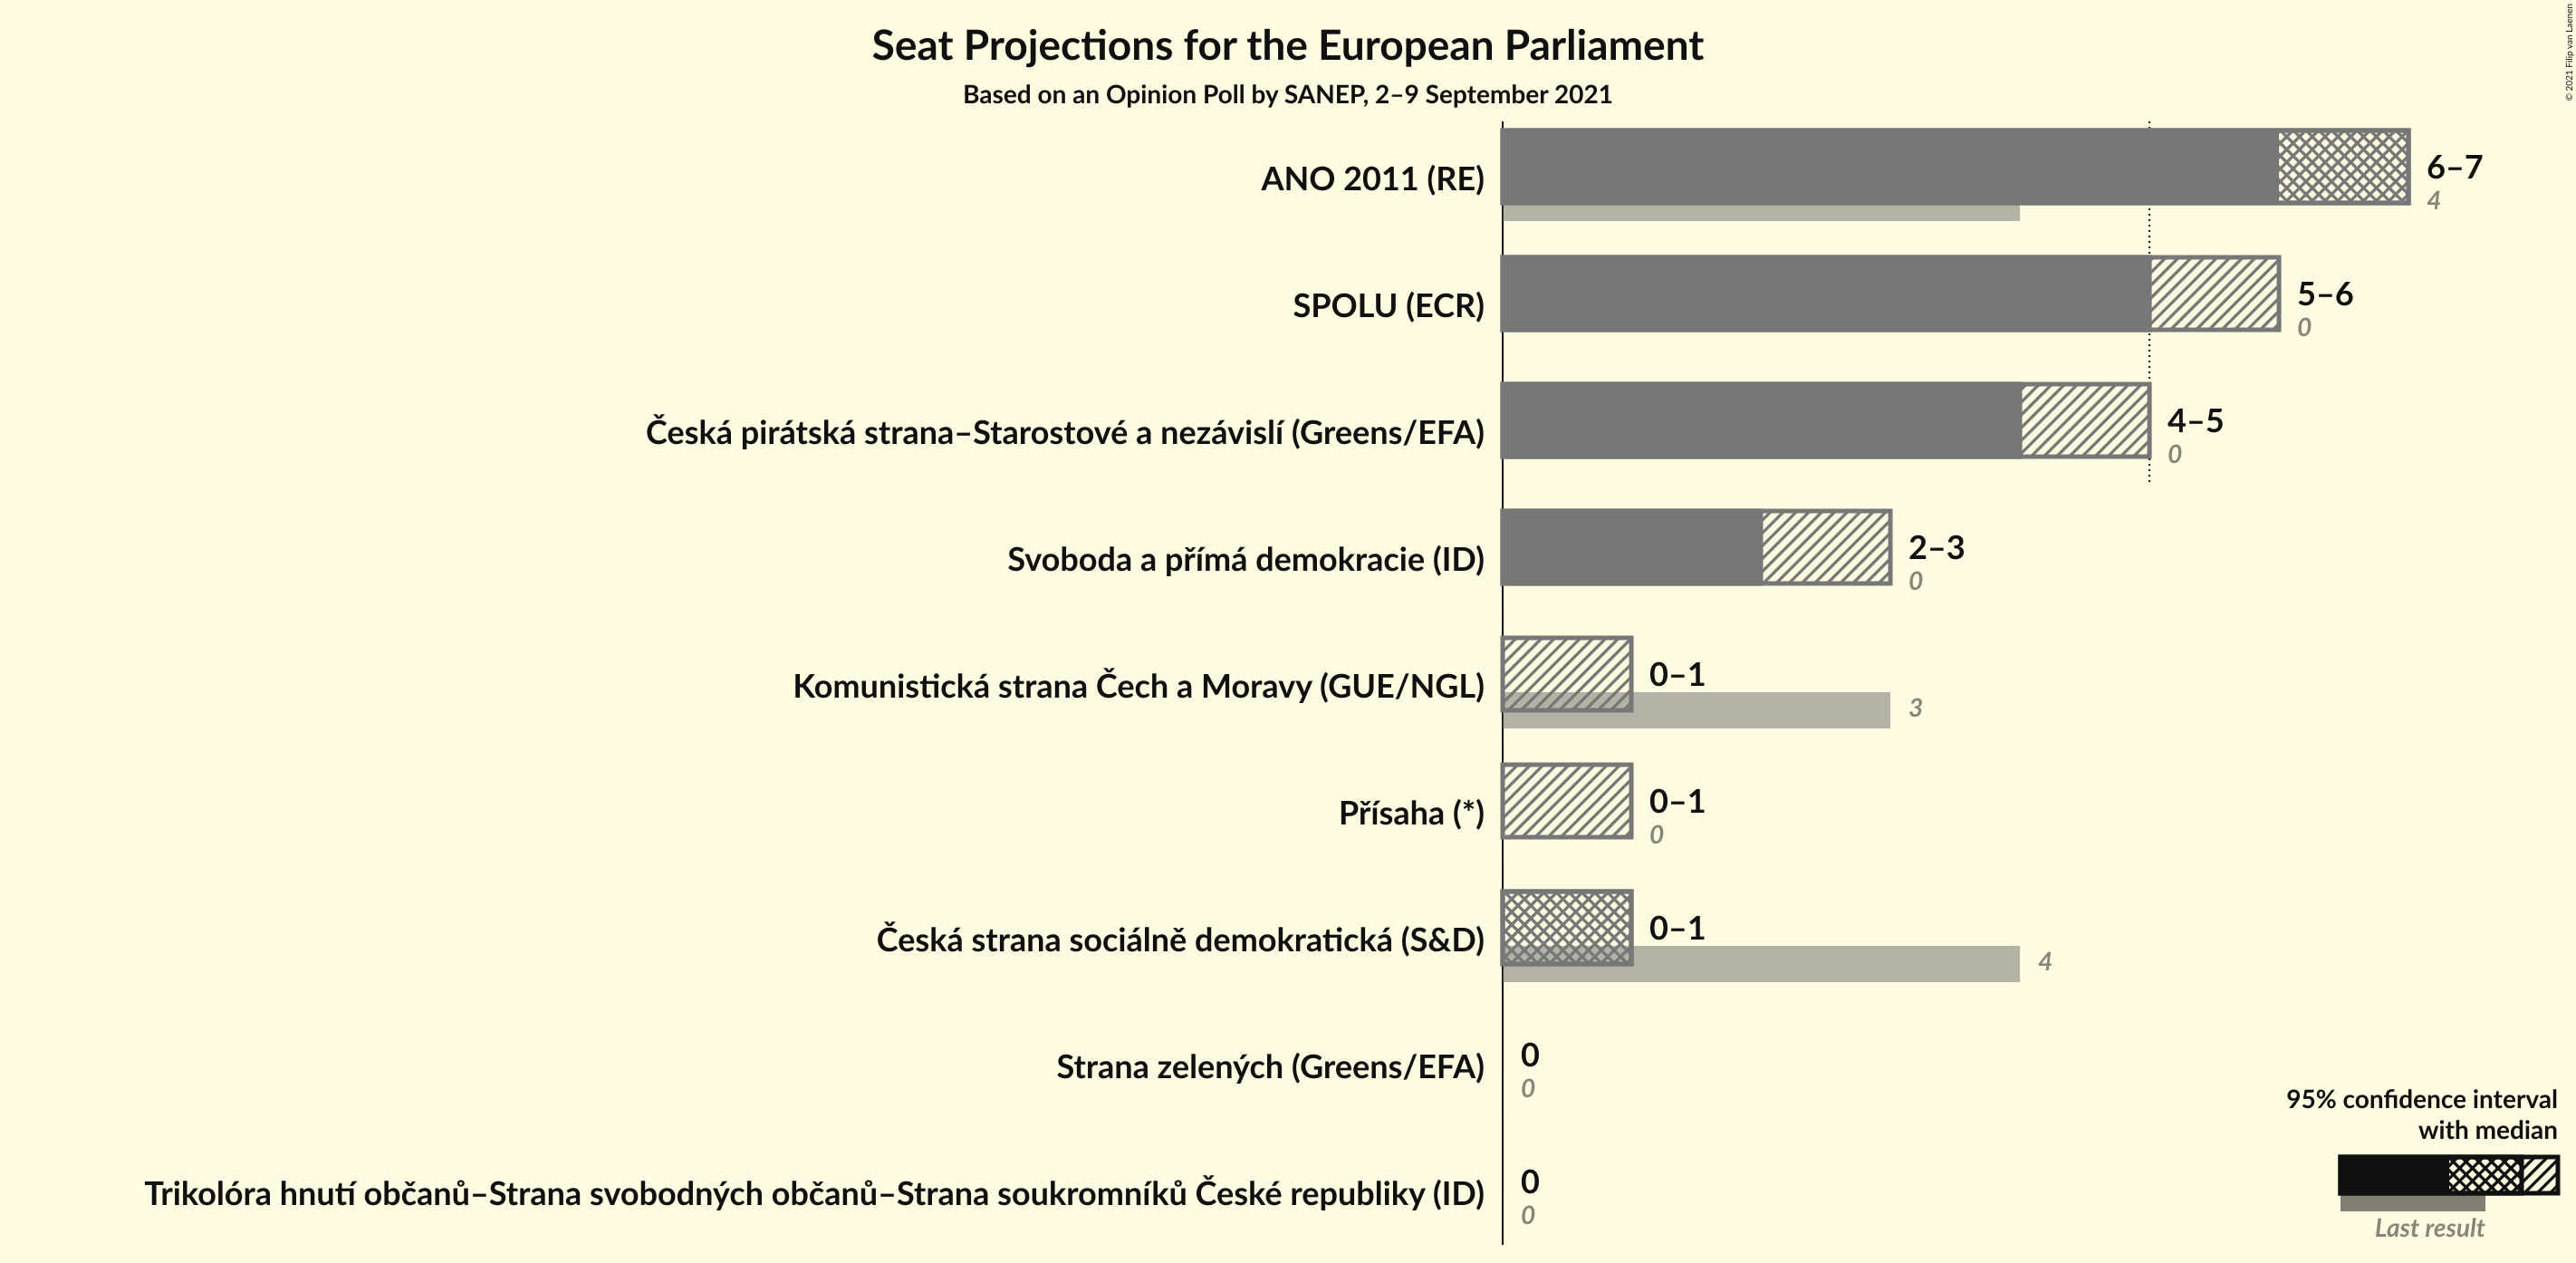 Seat Projections for the European Parliament
Based on an Opinion Poll by SANEP, 2–9 September 2021
© 2021 Filip van Laenen
ANO 2011 (RE)
6–7
4
SPOLU (ECR)
5–6
0
Česká pirátská strana–Starostové a nezávislí (Greens/EFA)
4–5
0
Svoboda a přímá demokracie (ID)
2–3
0
Komunistická strana Čech a Moravy (GUE/NGL)
0–1
3
Přísaha (*)
0–1
0
Česká strana sociálně demokratická (S&D)
0–1
4
Strana zelených (Greens/EFA)
0
0
Trikolóra hnutí občanů–Strana svobodných občanů–Strana soukromníků České republiky (ID)
0
0
95% confidence interval
with median
Last result